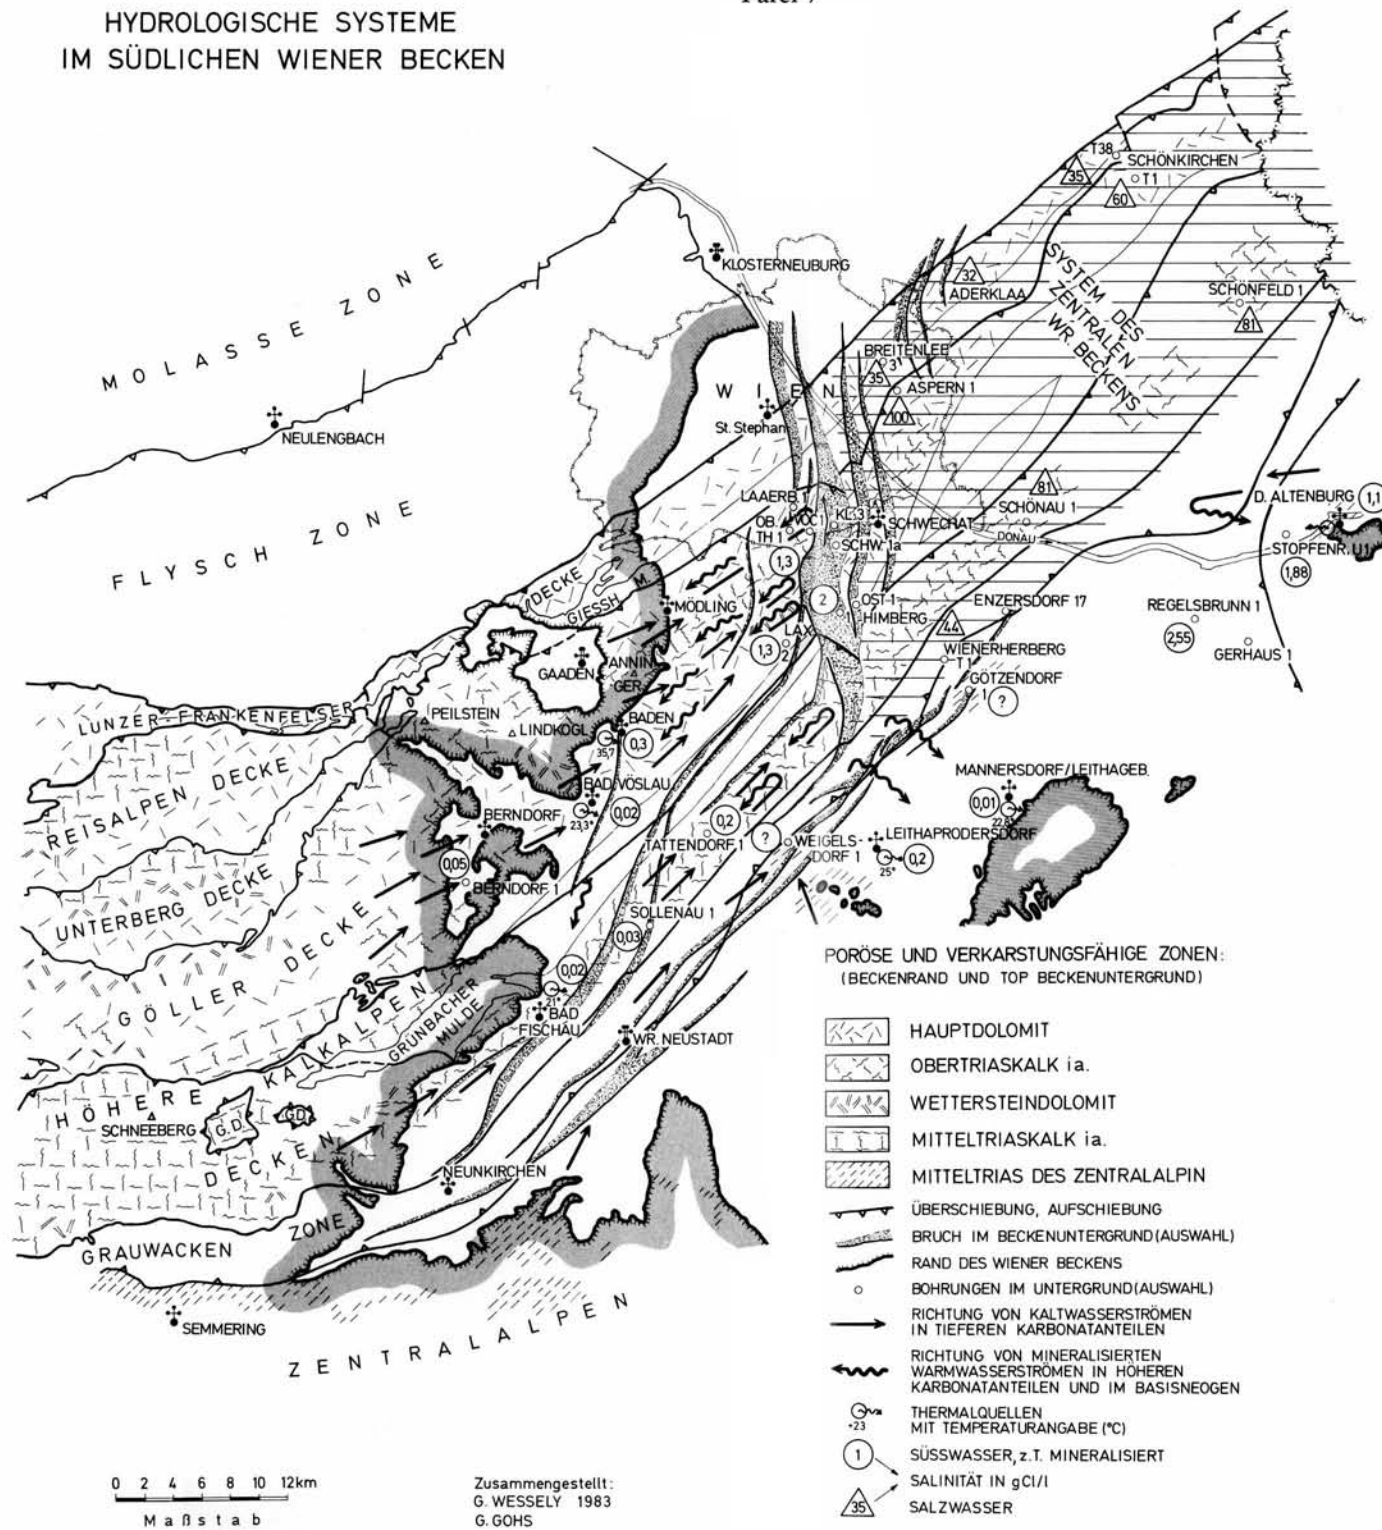 HYDROLOGISCHE SYSTEME
IM SÜDLICHEN WIENER BECKEN
T38
SCHÖNKIRCHEN
35
T1
60
KLOSTERNEUBURG
32
ADERKLAA
SYSTEM DES
ZENTRALEN
WR. BECKENS
SCHÖNFELD 1
81
MOLASSE ZONE
BREITENLEE
3
35
ASPERN 1
100
WIEN
St. Stephan
NEULENGBACH
FLYSCH ZONE
81
SCHÖNAU 1
DONAU
D. ALTENBURG
1,1
STOPFENR. U1
1,88
LAAERB. 1
OB.
TH 1
VÖC 1
KL. 3
SCHWECHAT
SCHW. 1a
1,3
DECKE
GIESSH. M.
MÖDLING
2
1
OST 1
HIMBERG
ENZERSDORF 17
REGELSBRUNN 1
2,55
GERHAUS 1
1,3
LAX.
2
44
WIENERHERBERG
T1
GÖTZENDORF
1
?
GAADEN
ANNIN-
GER
LUNZER-FRANKENFELSER
PEILSTEIN
LINDKOGL
BADEN
35,7
0,3
REISALPEN DECKE
BAD VÖSLAU
23,3°
0,02
MANNERSDORF/LEITHAGEB.
0,01
BERNDORF
0,2
TATTENDORF 1
?
WEIGELS-
DORF 1
LEITHAPRODERSDORF
25°
0,2
UNTERBERG DECKE
0,05
BERNDORF 1
SOLLENAU 1
0,03
GÖLLER DECKE
0,02
21°
BAD
FISCHAU
KALKALPEN
GRÜNBACHER
MULDE
WR. NEUSTADT
HÖHERE
DECKEN
SCHNEEBERG
G.D.
G.D.
NEUNKIRCHEN
GRAUWACKEN ZONE
SEMMERING
ZENTRALALPEN
PORÖSE UND VERKARSTUNGSFÄHIGE ZONEN:
(BECKENRAND UND TOP BECKENUNTERGRUND)
HAUPTDOLOMIT
OBERTRIASKALK i.a.
WETTERSTEINDOLOMIT
MITTELTRIASKALK i.a.
MITTELTRIAS DES ZENTRALALPIN
ÜBERSCHIEBUNG, AUFSCHIEBUNG
BRUCH IM BECKENUNTERGRUND (AUSWAHL)
RAND DES WIENER BECKENS
BOHRUNGEN IM UNTERGRUND (AUSWAHL)
RICHTUNG VON KALTWASSERSTRÖMEN
IN TIEFEREN KARBONATANTEILEN
RICHTUNG VON MINERALISIERTEN
WARMWASSERSTRÖMEN IN HÖHEREN
KARBONATANTEILEN UND IM BASISNEOGEN
THERMALQUELLEN
+23 MIT TEMPERATURANGABE (°C)
1 SÜSSWASSER, z.T. MINERALISIERT
SALINITÄT IN gCl/l
35 SALZWASSER
0 2 4 6 8 10 12km
Maßstab
Zusammengestellt:
G. WESSELY 1983
G. GOHS